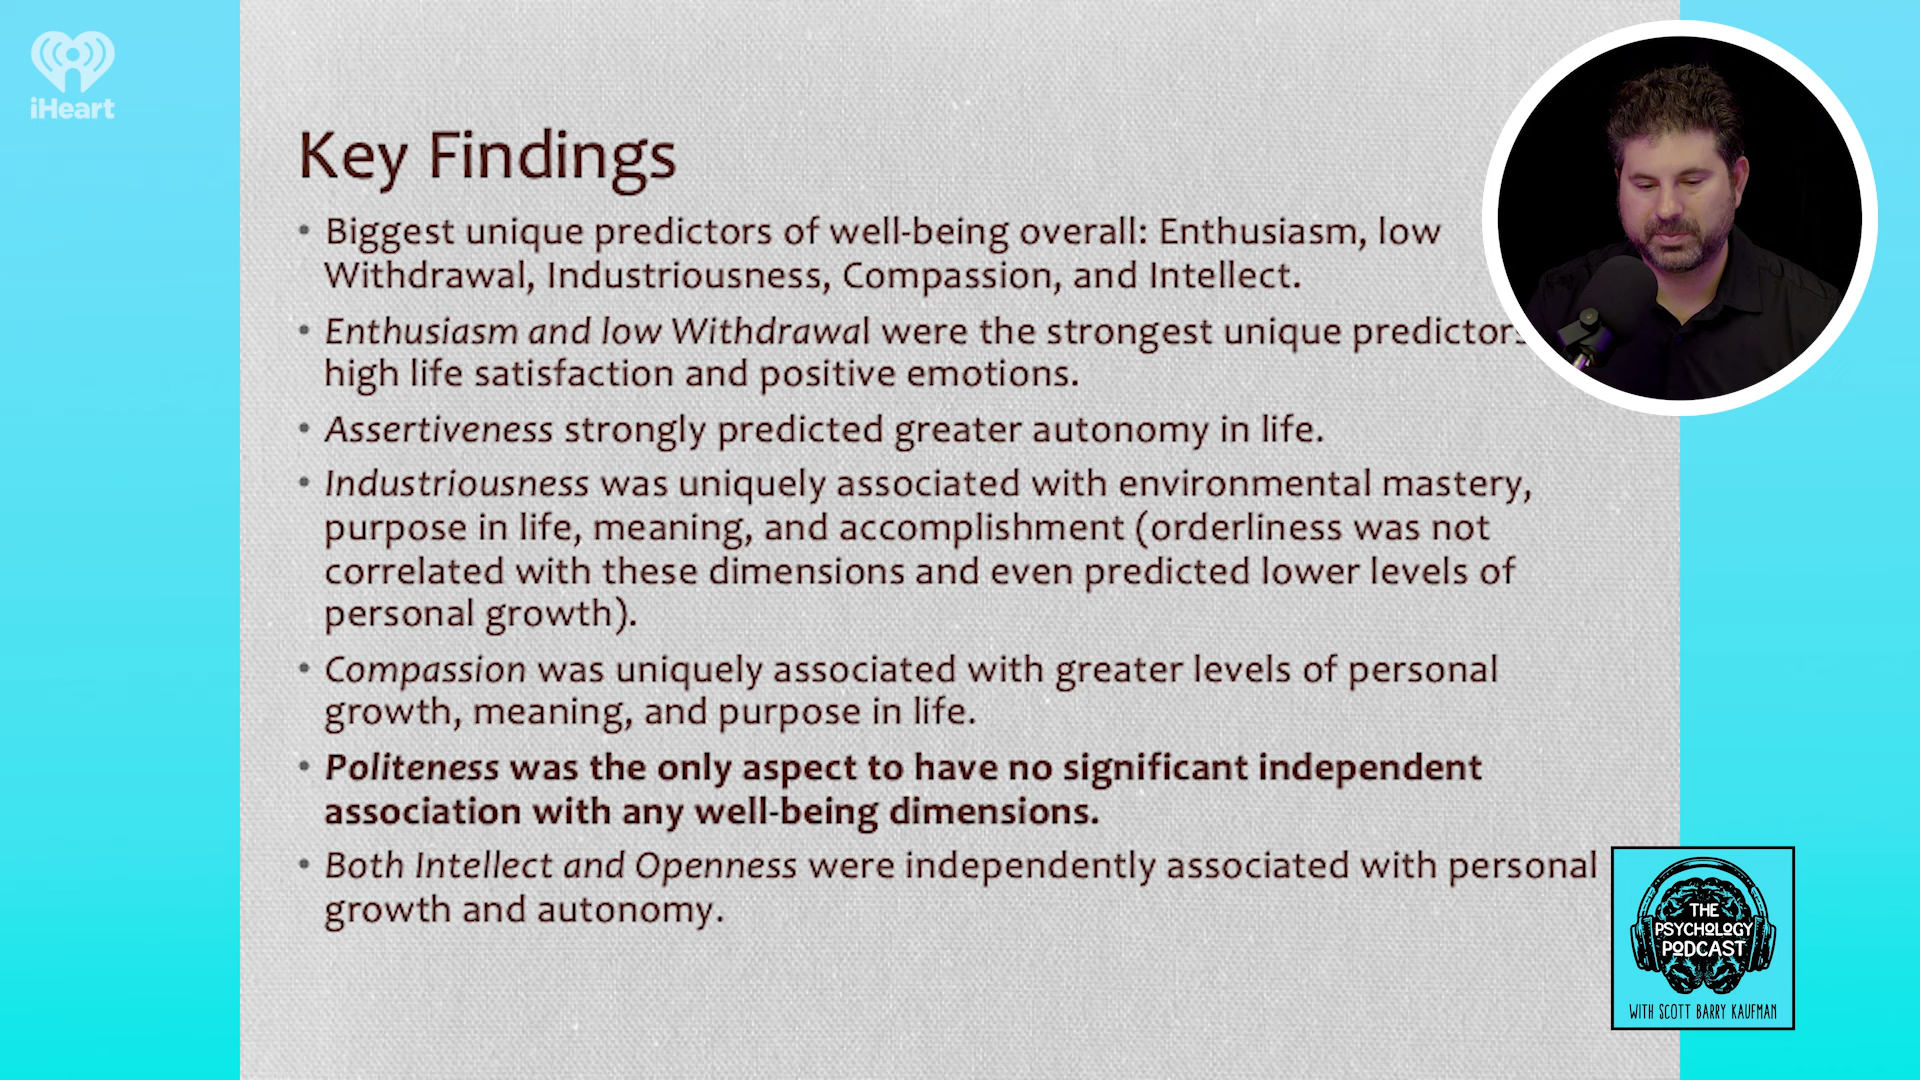 iHeart
Key Findings
• Biggest unique predictors of well-being overall: Enthusiasm, low
Withdrawal, Industriousness, Compassion, and Intellect.
• Enthusiasm and low Withdrawal were the strongest unique predictors
high life satisfaction and positive emotions.
• Assertiveness strongly predicted greater autonomy in life.
• Industriousness was uniquely associated with environmental mastery,
purpose in life, meaning, and accomplishment (orderliness was not
correlated with these dimensions and even predicted lower levels of
personal growth).
• Compassion was uniquely associated with greater levels of personal
growth, meaning, and purpose in life.
• Politeness was the only aspect to have no significant independent
association with any well-being dimensions.
• Both Intellect and Openness were independently associated with personal
growth and autonomy.
THE
PSYCHOLOGY
PODCAST
WITH SCOTT BARRY KAUFMAN